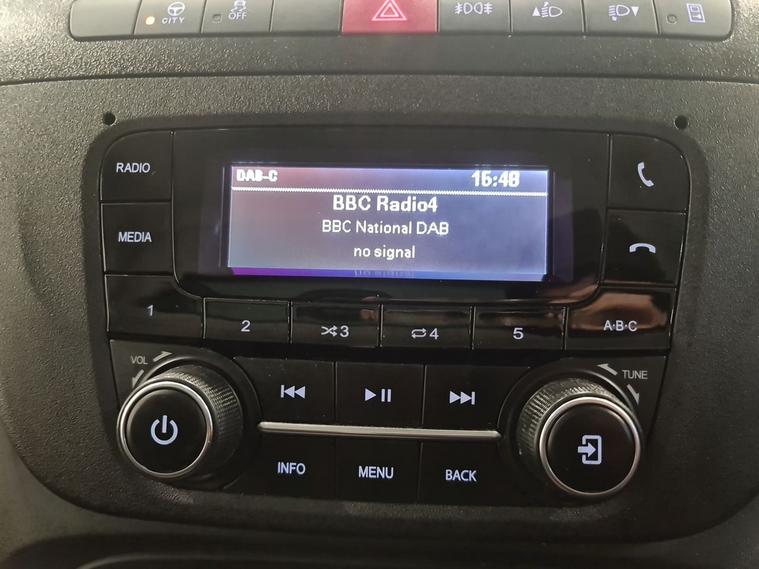 CITY
OFF
RADIO
DAB-C 15:48
BBC Radio4
BBC National DAB
no signal
MEDIA
1
2
3
4
5
A·B·C
VOL
TUNE
INFO
MENU
BACK